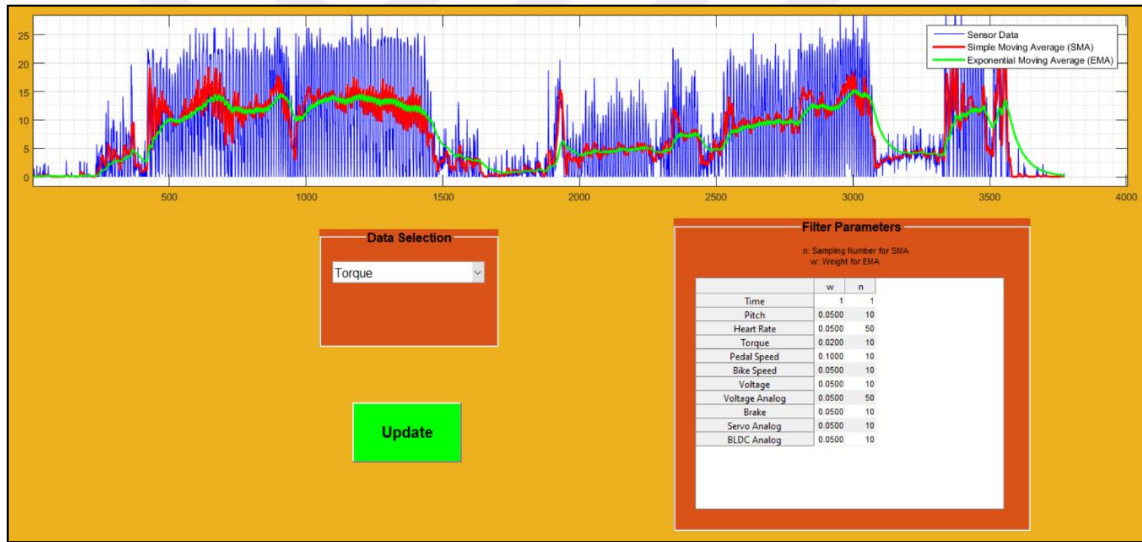 25
20
15
10
5
0
500
1000
1500
2000
2500
3000
3500
4000
Sensor Data
Simple Moving Average (SMA)
Exponential Moving Average (EMA)
Data Selection
Torque
Update
Filter Parameters
n: Sampling Number for SMA
w: Weight for EMA
w n
Time 1 1
Pitch 0.0500 10
Heart Rate 0.0500 50
Torque 0.0200 10
Pedal Speed 0.1000 10
Bike Speed 0.0500 10
Voltage 0.0500 10
Voltage Analog 0.0500 50
Brake 0.0500 10
Servo Analog 0.0500 10
BLDC Analog 0.0500 10